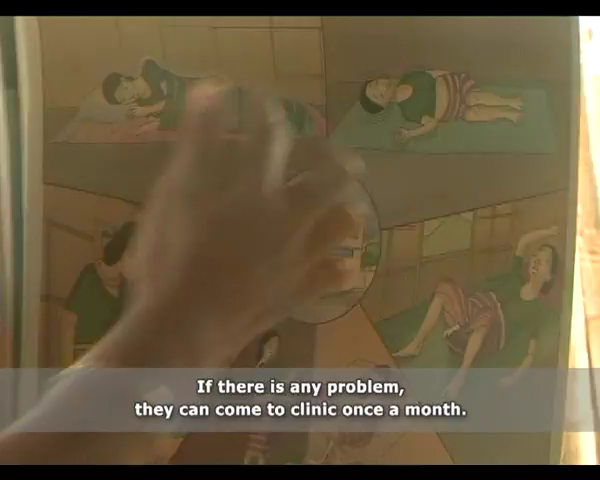 If there is any problem,
they can come to clinic once a month.